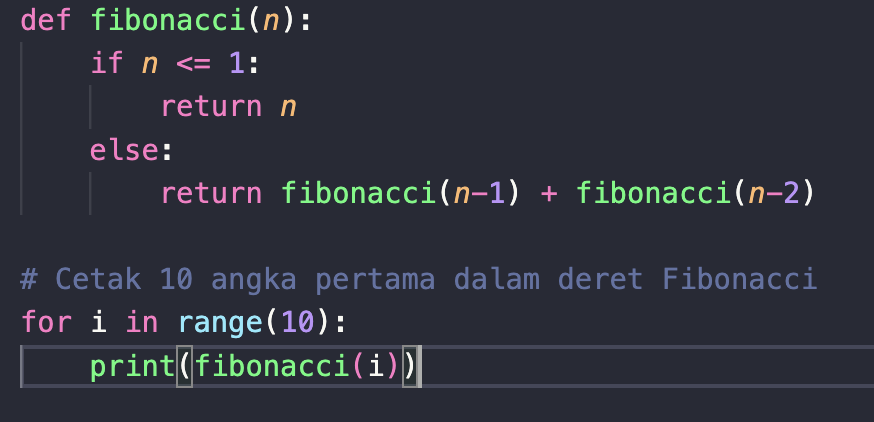 def fibonacci(n):
    if n <= 1:
        return n
    else:
        return fibonacci(n-1) + fibonacci(n-2)

# Cetak 10 angka pertama dalam deret Fibonacci
for i in range(10):
    print(fibonacci(i))